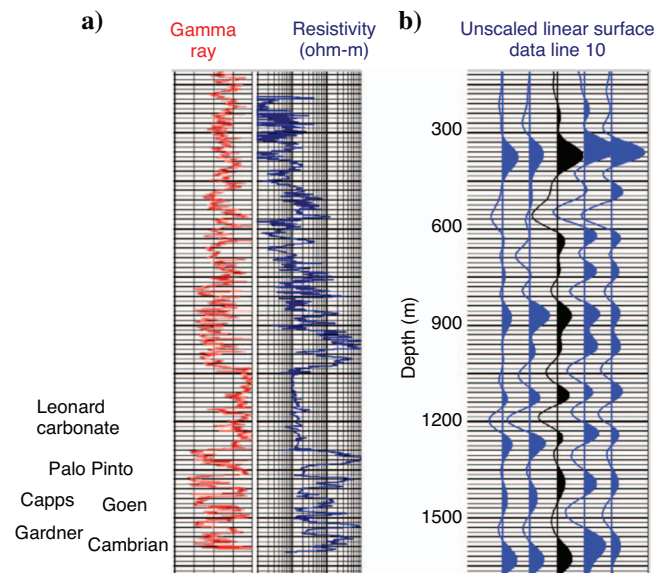 a)
Gamma
ray
Resistivity
(ohm-m)
b)
Unscaled linear surface
data line 10
Depth (m)
300
600
900
1200
1500
Leonard
carbonate
Palo Pinto
Capps
Goen
Gardner
Cambrian